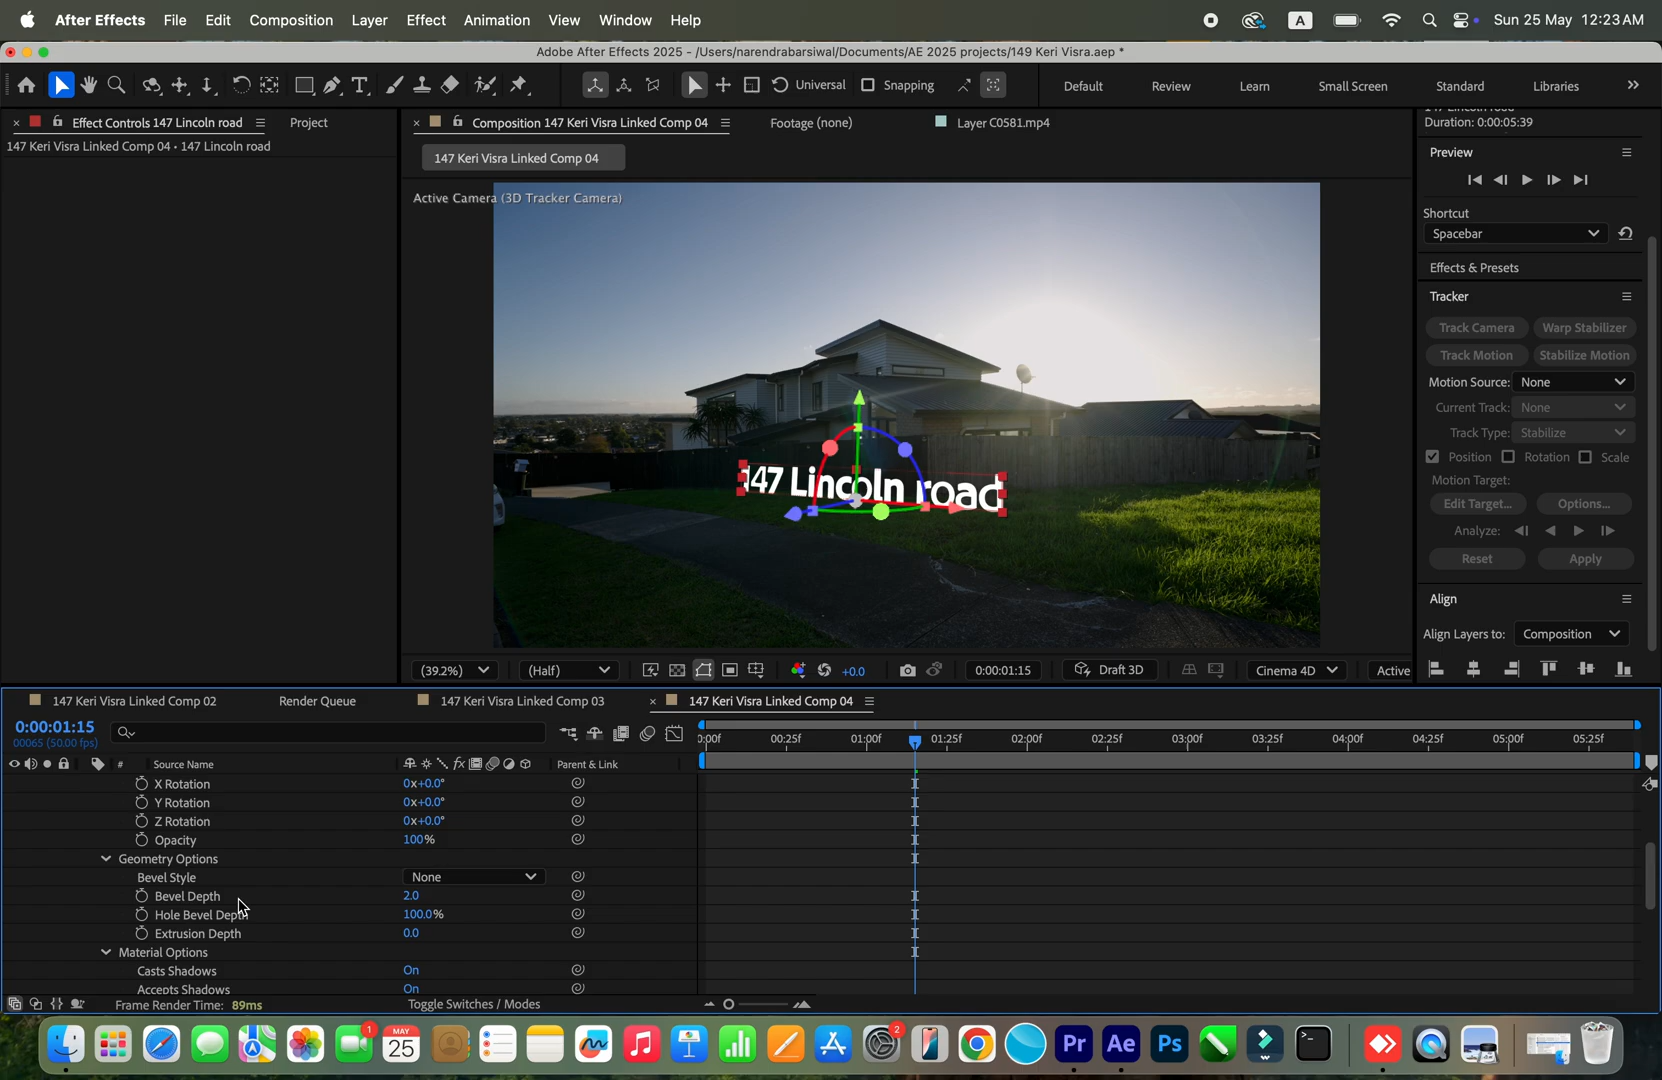 After Effects File Edit Composition Layer Effect Animation View Window Help A Sun 25 May 12:23 AM
Adobe After Effects 2025 - /Users/narendrabarsiwal/Documents/AE 2025 projects/149 Keri Visra.aep *
Universal Snapping Default Review Learn Small Screen Standard Libraries
Effect Controls 147 Lincoln road Project
147 Keri Visra Linked Comp 04 • 147 Lincoln road
Composition 147 Keri Visra Linked Comp 04 Footage (none) Layer C0581.mp4
147 Keri Visra Linked Comp 04
Active Camera (3D Tracker Camera)
147 Lincoln road
(39.2%) (Half) +0.0 0:00:01:15 Draft 3D Cinema 4D Active
Duration: 0:00:05:39
Preview
Shortcut
Spacebar
Effects & Presets
Tracker
Track Camera Warp Stabilizer
Track Motion Stabilize Motion
Motion Source: None
Current Track: None
Track Type: Stabilize
Position Rotation Scale
Motion Target:
Edit Target... Options...
Analyze:
Reset Apply
Align
Align Layers to: Composition
147 Keri Visra Linked Comp 02 Render Queue 147 Keri Visra Linked Comp 03 147 Keri Visra Linked Comp 04
0:00:01:15
00065 (50.00 fps)
0:00f 00:25f 01:00f 01:25f 02:00f 02:25f 03:00f 03:25f 04:00f 04:25f 05:00f 05:25f
# Source Name Parent & Link
X Rotation 0x+0.0°
Y Rotation 0x+0.0°
Z Rotation 0x+0.0°
Opacity 100%
Geometry Options
Bevel Style None
Bevel Depth 2.0
Hole Bevel Depth 100.0%
Extrusion Depth 0.0
Material Options
Casts Shadows On
Accepts Shadows On
Frame Render Time: 89ms Toggle Switches / Modes
1 MAY 25 2 Pr Ae Ps